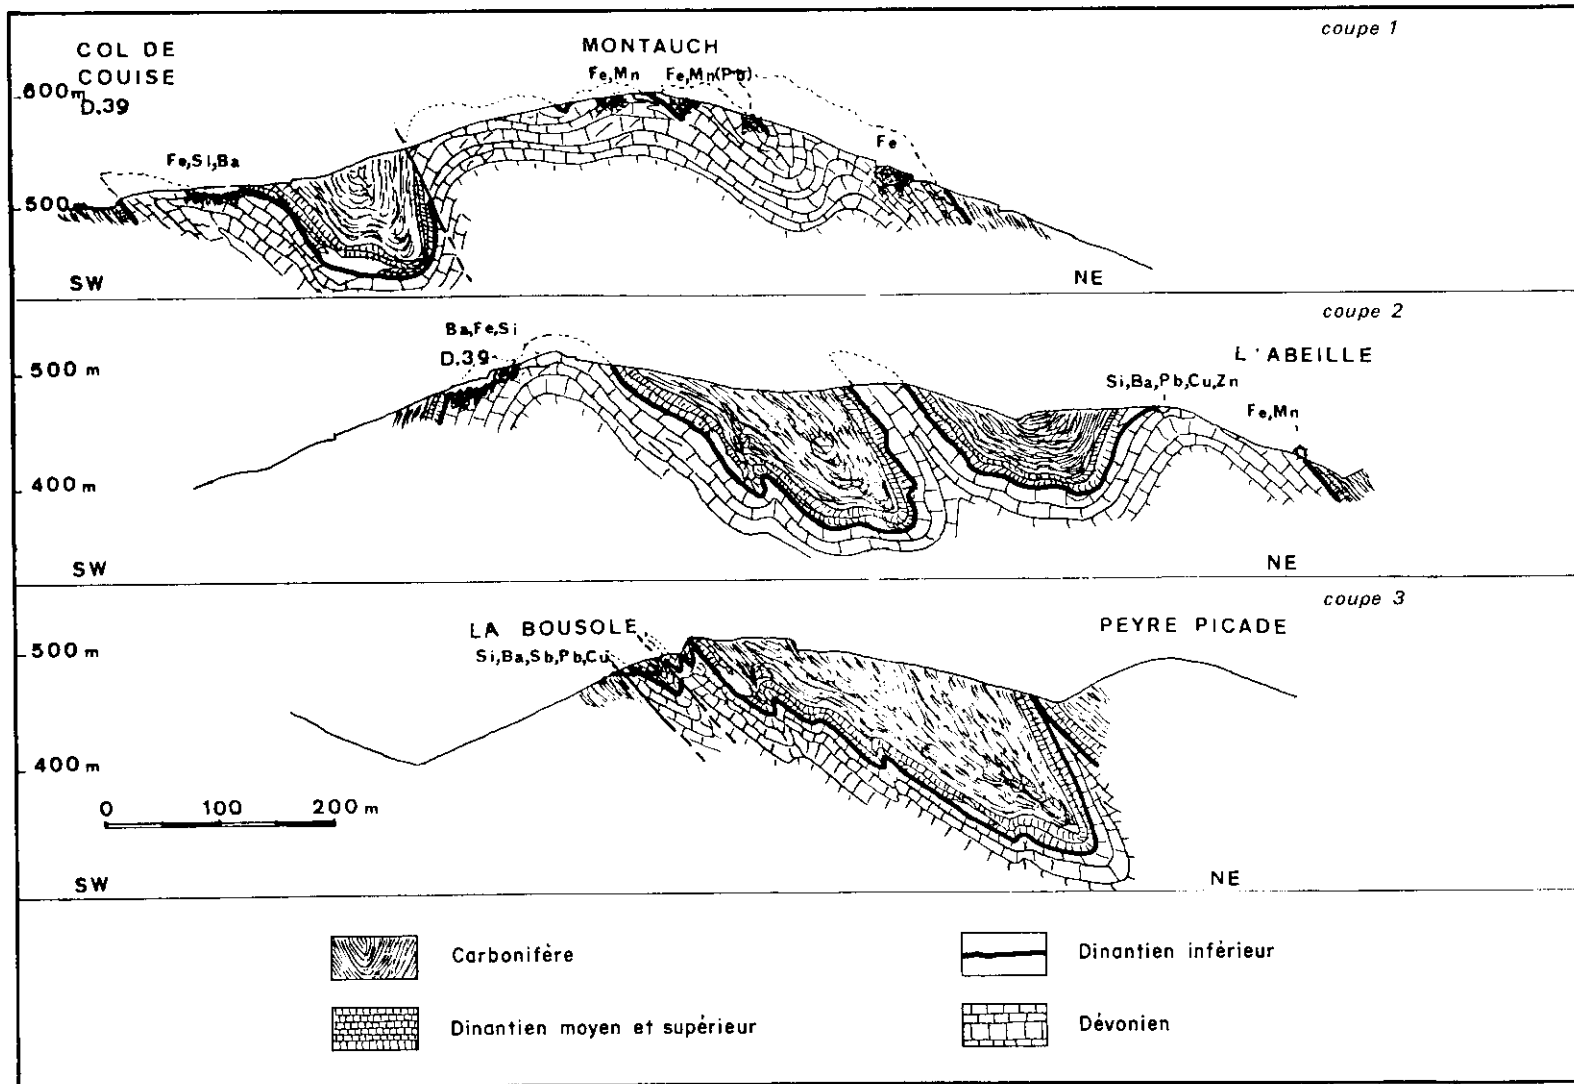 coupe 1
COL DE
COUISE
D.39
MONTAUCH
Fe,Mn Fe,Mn(Pb)
600m
Fe,Si,Ba
Fe
500m
SW
NE
coupe 2
Ba,Fe,Si
D.39
L'ABEILLE
500 m
Si,Ba,Pb,Cu,Zn
Fe,Mn
400 m
SW
NE
coupe 3
LA BOUSOLE
Si,Ba,Sb,Pb,Cu
PEYRE PICADE
500 m
400 m
0 100 200 m
SW
NE
Carbonifère
Dinantien inférieur
Dinantien moyen et supérieur
Dévonien